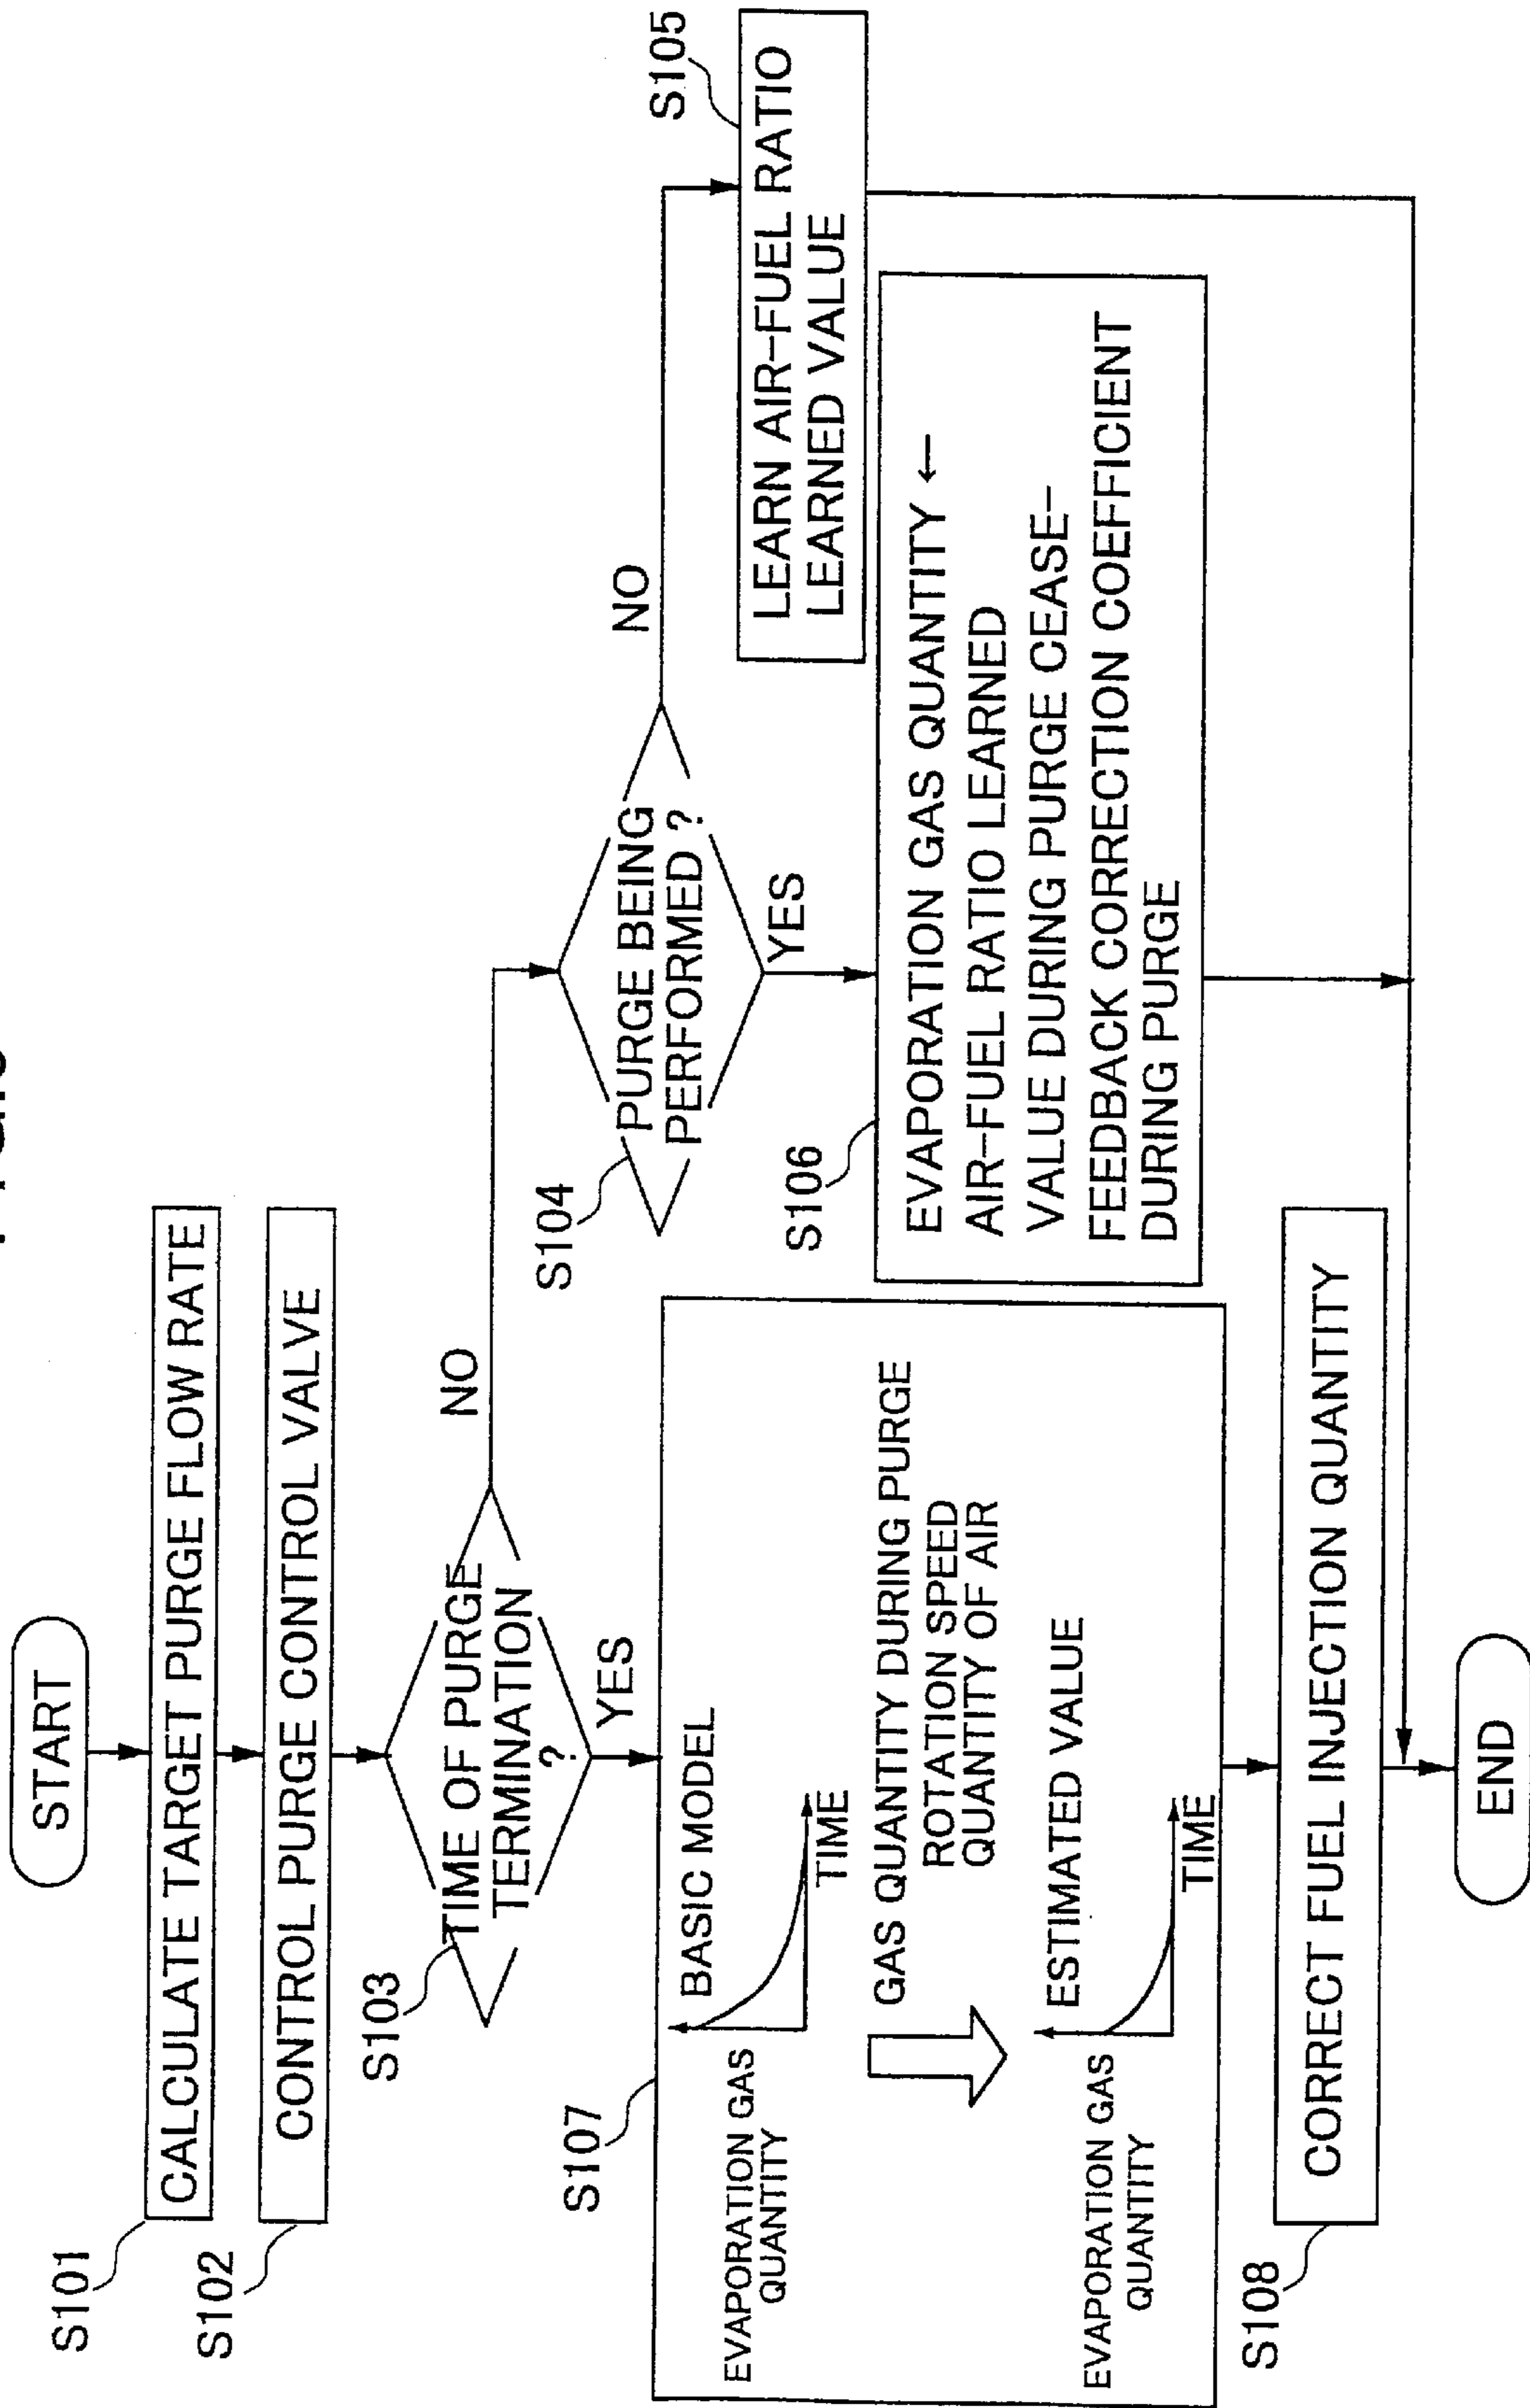 START
S101
CALCULATE TARGET PURGE FLOW RATE
S102
CONTROL PURGE CONTROL VALVE
S103
TIME OF PURGE
TERMINATION
?
NO
YES
S104
PURGE BEING
PERFORMED ?
NO
YES
S105
LEARN AIR-FUEL RATIO
LEARNED VALUE
S106
EVAPORATION GAS QUANTITY ←
AIR-FUEL RATIO LEARNED
VALUE DURING PURGE CEASE-
FEEDBACK CORRECTION COEFFICIENT
DURING PURGE
S107
BASIC MODEL
EVAPORATION GAS
QUANTITY
TIME
GAS QUANTITY DURING PURGE
ROTATION SPEED
QUANTITY OF AIR
ESTIMATED VALUE
EVAPORATION GAS
QUANTITY
TIME
S108
CORRECT FUEL INJECTION QUANTITY
END